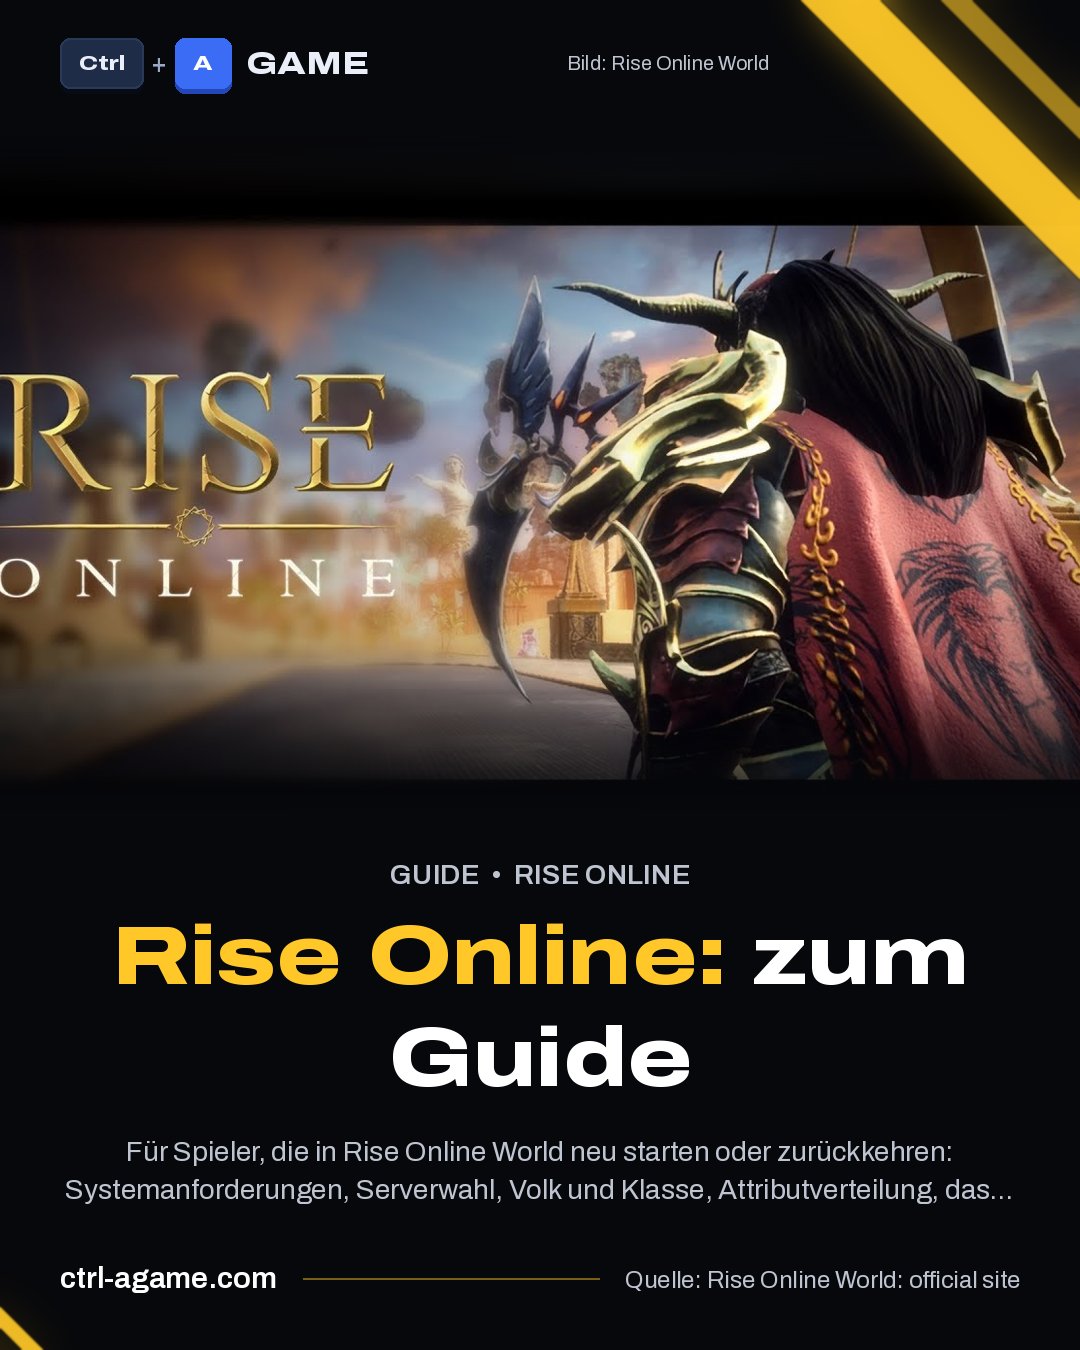 Ctrl + A GAME
Bild: Rise Online World
RISE
ONLINE
GUIDE • RISE ONLINE
Rise Online: zum
Guide
Für Spieler, die in Rise Online World neu starten oder zurückkehren:
Systemanforderungen, Serverwahl, Volk und Klasse, Attributverteilung, das...
ctrl-agame.com
Quelle: Rise Online World: official site